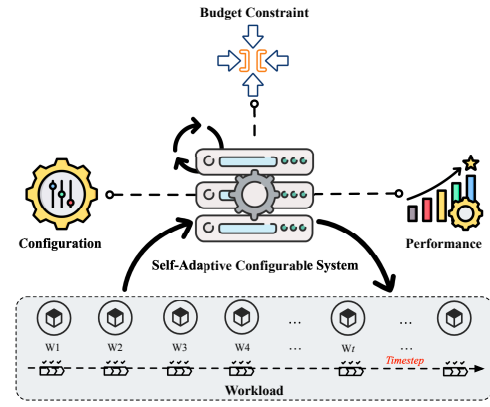 Budget Constraint
Configuration
Performance
Self-Adaptive Configurable System
W1 W2 W3 W4 ... Wt ...
Timestep
Workload